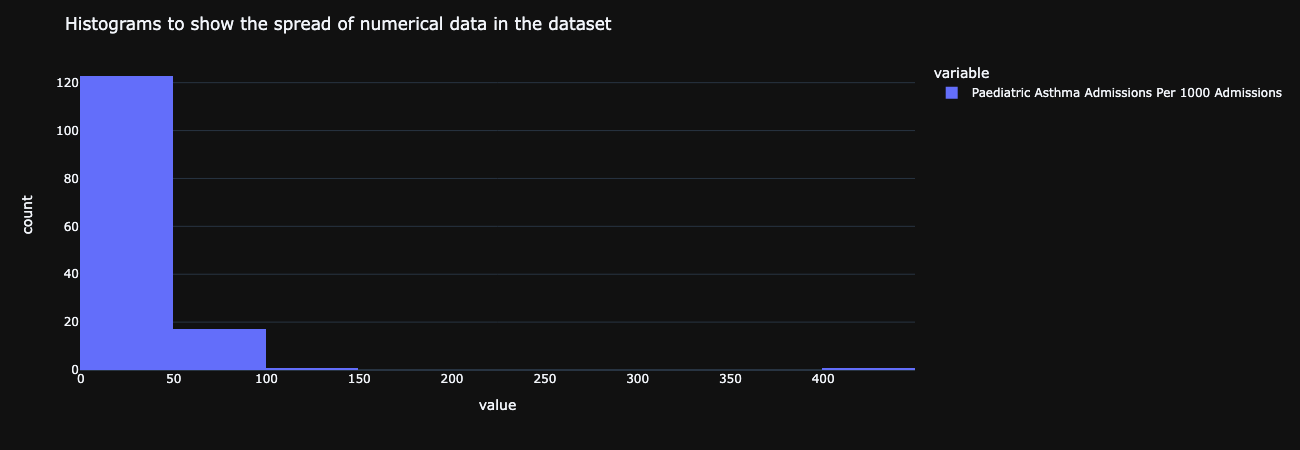 Histograms to show the spread of numerical data in the dataset
variable
Paediatric Asthma Admissions Per 1000 Admissions
120
100
80
60
40
20
0
count
0 50 100 150 200 250 300 350 400
value